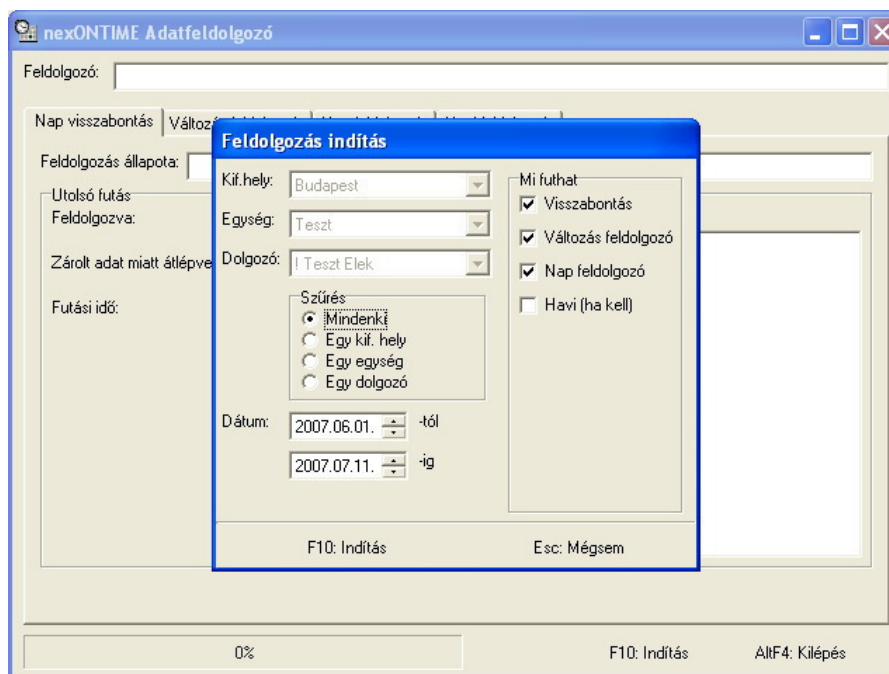 nexONTIME Adatfeldolgozó
Feldolgozó:
Nap visszabontás
Feldolgozás állapota:
Utolsó futás
Feldolgozva:
Zárolt adat miatt átlépve
Futási idő:
Feldolgozás indítás
Kif.hely: Budapest
Egység: Teszt
Dolgozó: ! Teszt Elek
Szűrés
Mindenki
Egy kif. hely
Egy egység
Egy dolgozó
Dátum: 2007.06.01. -tól
2007.07.11. -ig
Mi futhat
Visszabontás
Változás feldolgozó
Nap feldolgozó
Havi (ha kell)
F10: Indítás Esc: Mégsem
0% F10: Indítás AltF4: Kilépés